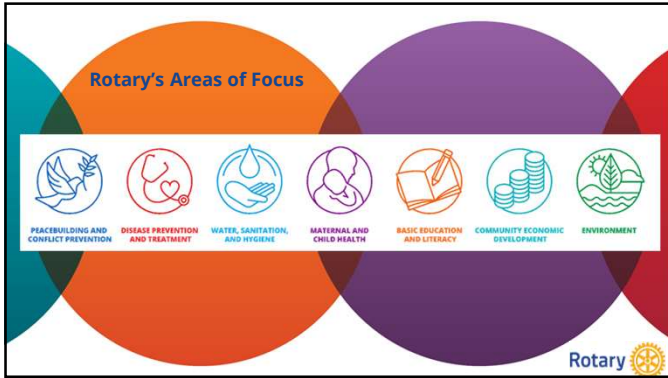 Rotary's Areas of Focus
PEACEBUILDING AND
CONFLICT PREVENTION
DISEASE PREVENTION
AND TREATMENT
WATER, SANITATION,
AND HYGIENE
MATERNAL AND
CHILD HEALTH
BASIC EDUCATION
AND LITERACY
COMMUNITY ECONOMIC
DEVELOPMENT
ENVIRONMENT
Rotary